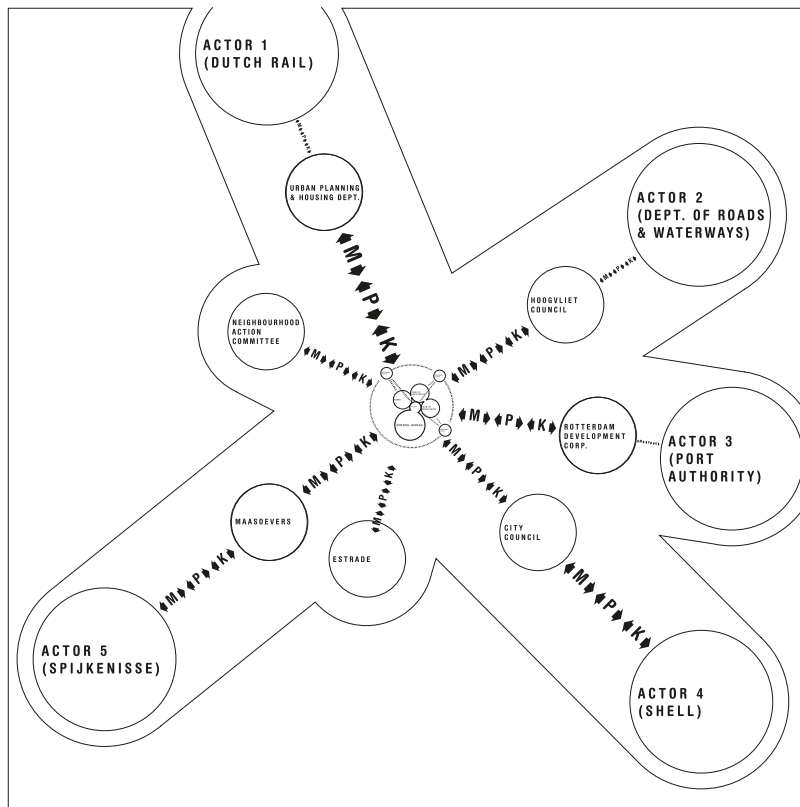 ACTOR 1
(DUTCH RAIL)
M P K
URBAN PLANNING
& HOUSING DEPT.
M P K
ACTOR 2
(DEPT. OF ROADS
& WATERWAYS)
M P K
HOOGVLIET
COUNCIL
M P K
NEIGHBOURHOOD
ACTION
COMMITTEE
M P K
M P K
ROTTERDAM
DEVELOPMENT
CORP.
ACTOR 3
(PORT
AUTHORITY)
M P K
MAASOEVERS
M P K
ESTRADE
M P K
CITY
COUNCIL
M P K
M P K
ACTOR 5
(SPIJKENISSE)
M P K
ACTOR 4
(SHELL)